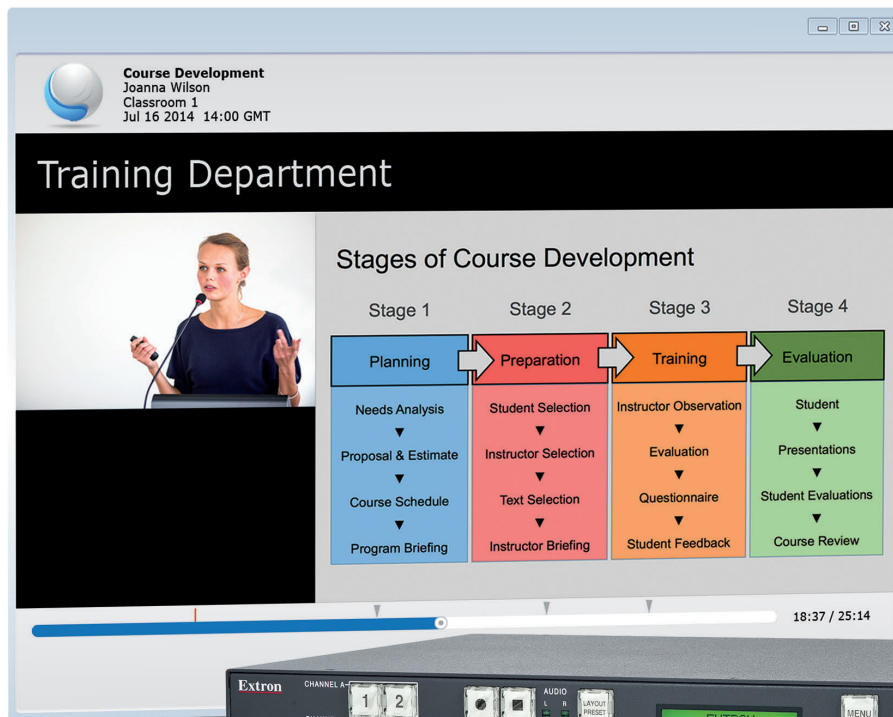 Course Development
Joanna Wilson
Classroom 1
Jul 16 2014 14:00 GMT
Training Department
Stages of Course Development
Stage 1
Stage 2
Stage 3
Stage 4
Planning
Preparation
Training
Evaluation
Needs Analysis
Proposal & Estimate
Course Schedule
Program Briefing
Student Selection
Instructor Selection
Text Selection
Instructor Briefing
Instructor Observation
Evaluation
Questionnaire
Student Feedback
Student
Presentations
Student Evaluations
Course Review
18:37 / 25:14
Extron
CHANNEL A
1
2
AUDIO
L R
LAYOUT
PRESET
MENU